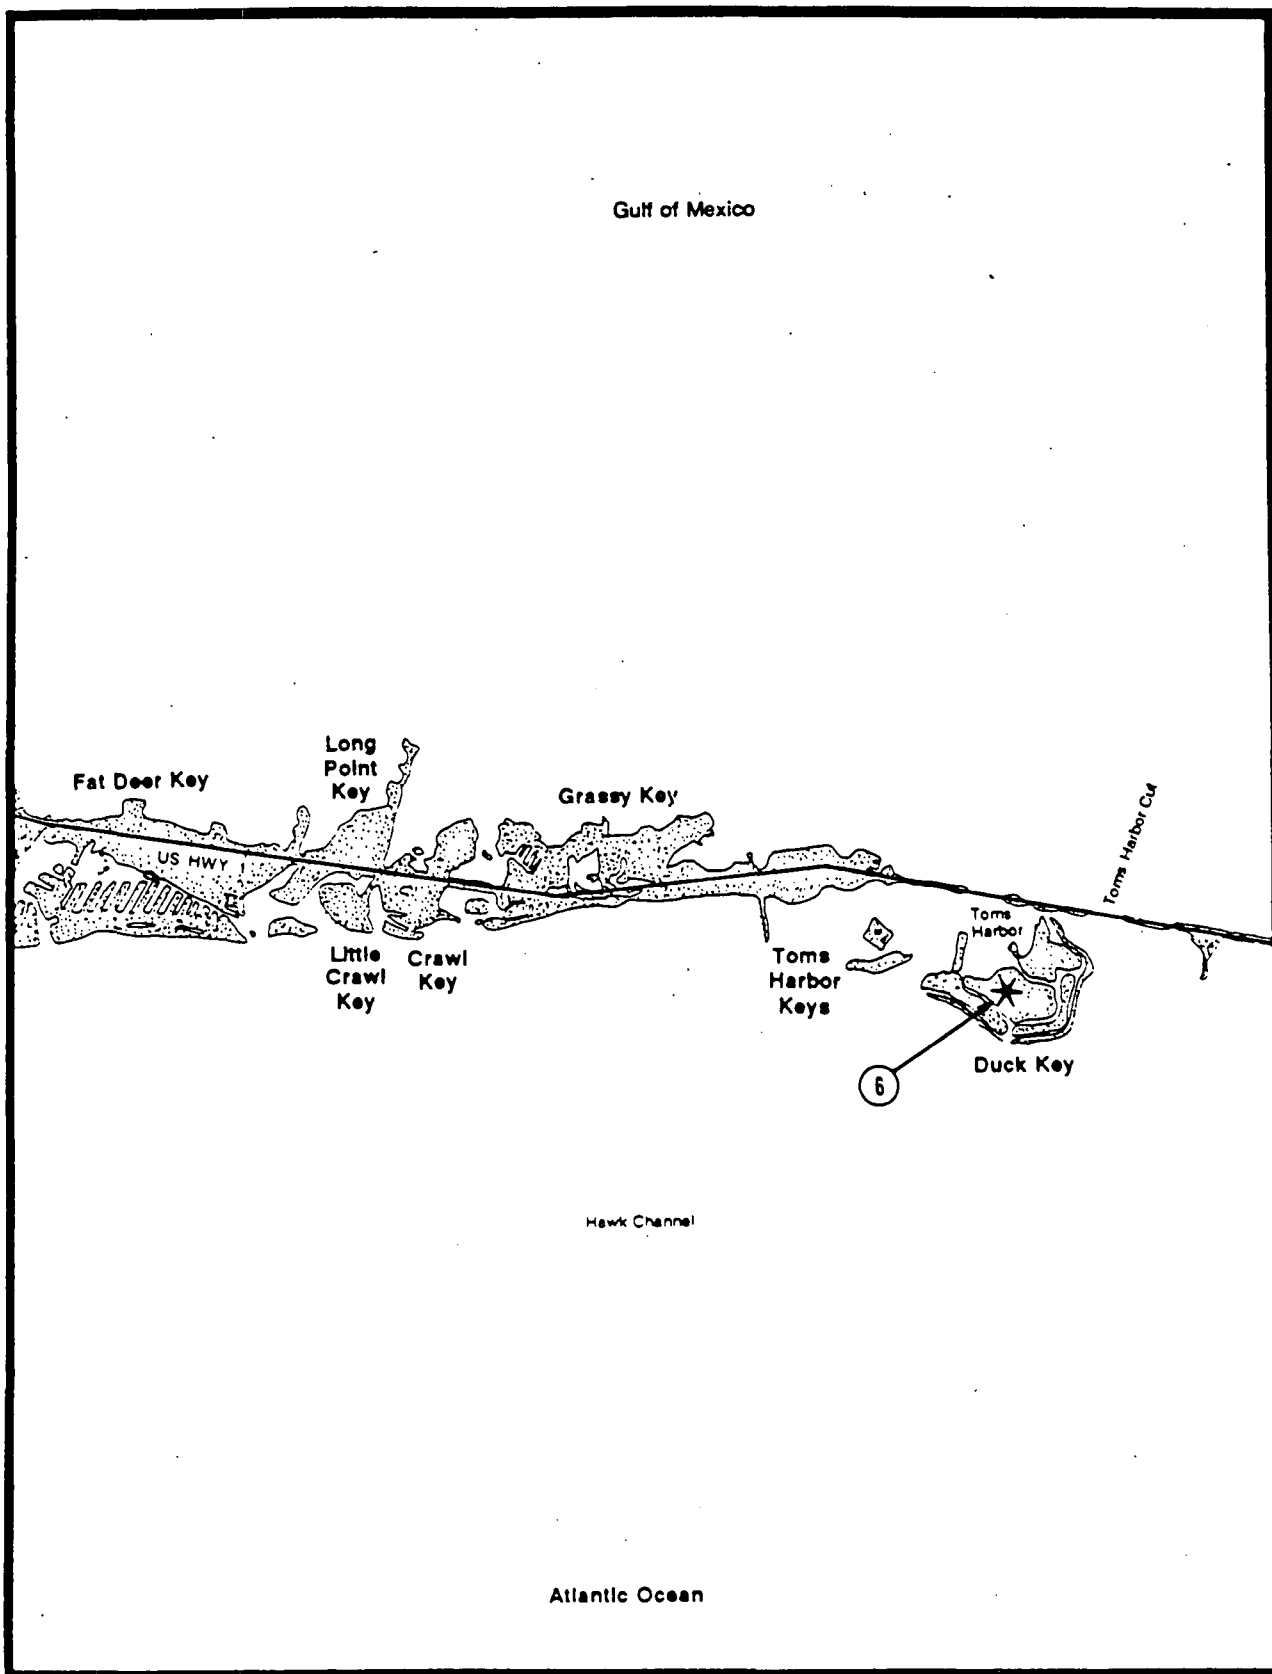 Gulf of Mexico
Fat Deer Key
Long
Point
Key
Grassy Key
Toms Harbor Cut
US HWY 1
Toms
Harbor
Little
Crawl
Key
Crawl
Key
Toms
Harbor
Keys
6
Duck Key
Hawk Channel
Atlantic Ocean